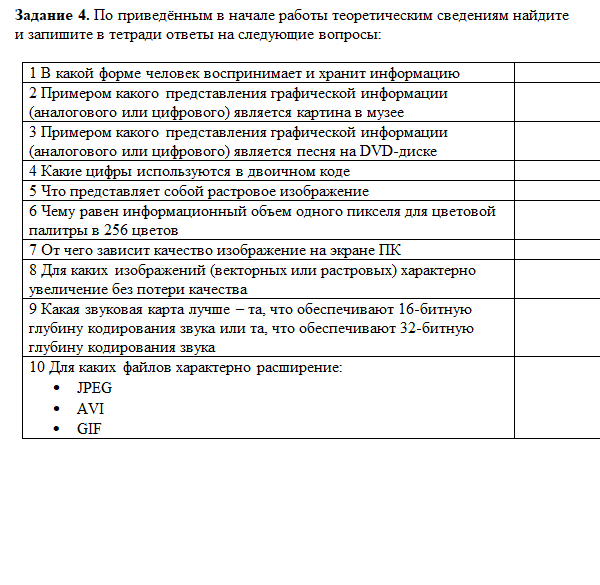 Задание 4. По приведённым в начале работы теоретическим сведениям найдите
и запишите в тетради ответы на следующие вопросы:
1 В какой форме человек воспринимает и хранит информацию
2 Примером какого представления графической информации
(аналогового или цифрового) является картина в музее
3 Примером какого представления графической информации
(аналогового или цифрового) является песня на DVD-диске
4 Какие цифры используются в двоичном коде
5 Что представляет собой растровое изображение
6 Чему равен информационный объем одного пикселя для цветовой
палитры в 256 цветов
7 От чего зависит качество изображение на экране ПК
8 Для каких изображений (векторных или растровых) характерно
увеличение без потери качества
9 Какая звуковая карта лучше – та, что обеспечивают 16-битную
глубину кодирования звука или та, что обеспечивают 32-битную
глубину кодирования звука
10 Для каких файлов характерно расширение:
• JPEG
• AVI
• GIF